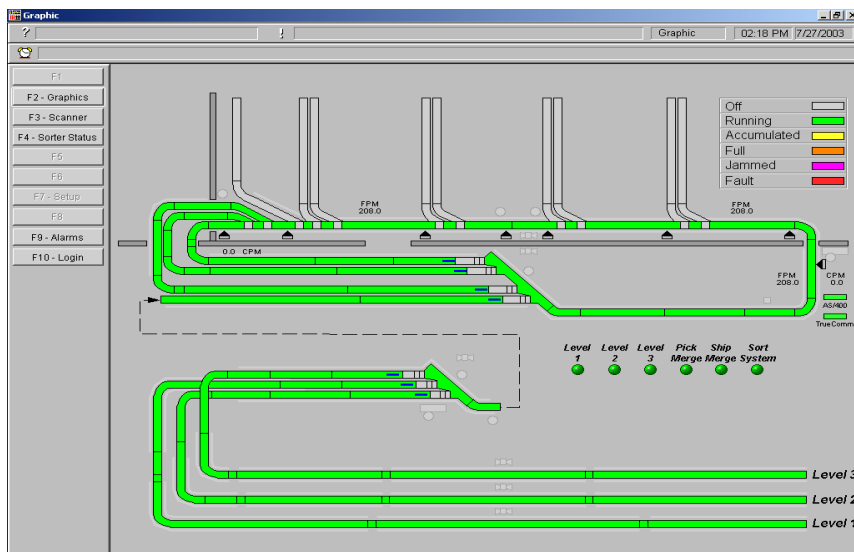 Graphic
? ! Graphic 02:18 PM 7/27/2003
F1
F2 - Graphics
F3 - Scanner
F4 - Sorter Status
F5
F6
F7 - Setup
F8
F9 - Alarms
F10 - Login
Off
Running
Accumulated
Full
Jammed
Fault
FPM
208.0
FPM
208.0
0.0 CPM
FPM
208.0
CPM
0.0
AS/400
TrueComm
Level
1
Level
2
Level
3
Pick
Merge
Ship
Merge
Sort
System
Level 3
Level 2
Level 1